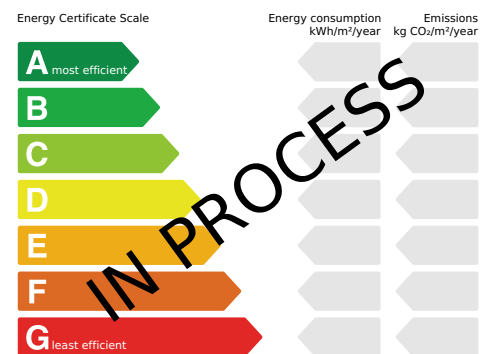 Energy Certificate Scale
Energy consumption
kWh/m²/year
Emissions
kg CO₂/m²/year
A most efficient
B
C
D
E
F
G least efficient
IN PROCESS